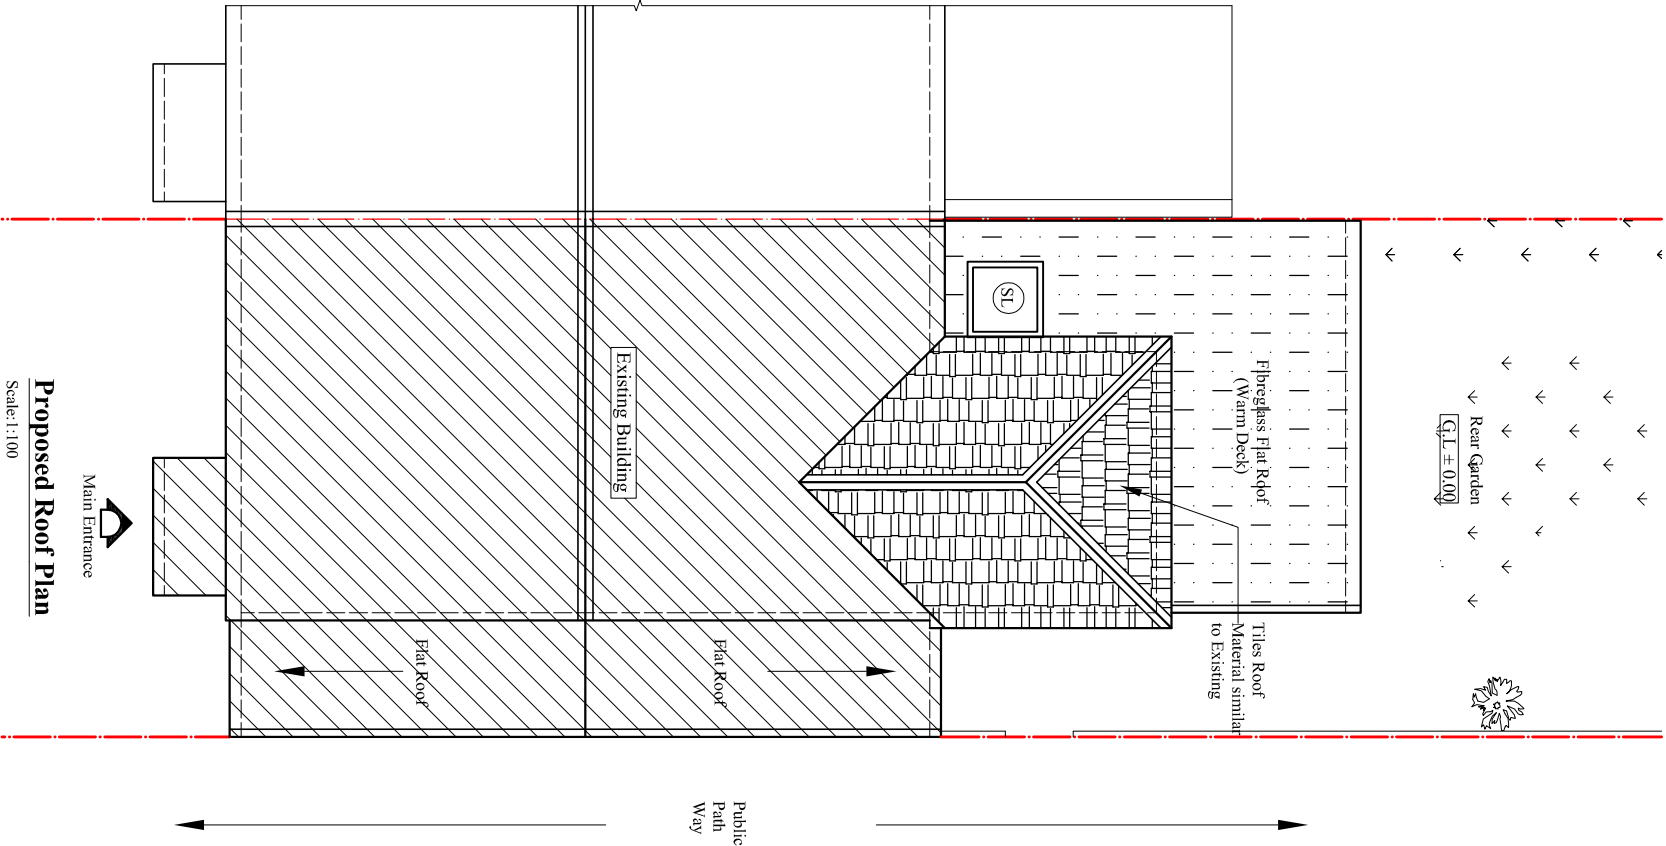 Rear Garden
G.L ± 0.00
Fibreglass Flat Roof
(Warm Deck)
Tiles Roof
Material similar
to Existing
SL
Public
Path
Way
Flat Roof
Existing Building
Flat Roof
Main Entrance
Proposed Roof Plan
Scale:1:100